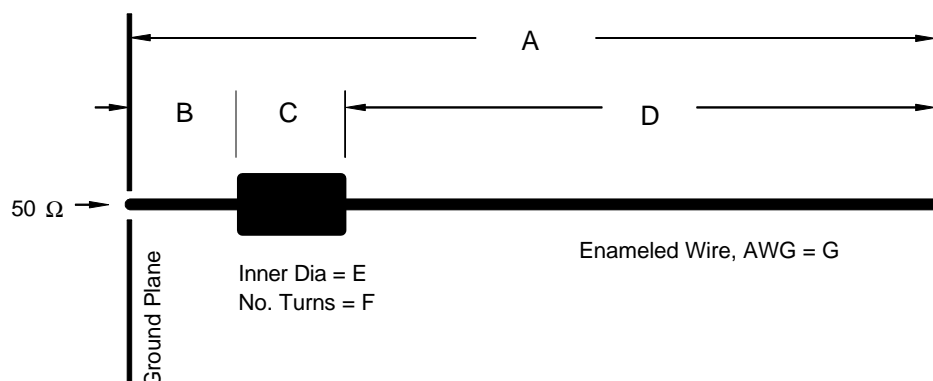 A
B
C
D
50 Ω
Enameled Wire, AWG = G
Inner Dia = E
No. Turns = F
Ground Plane